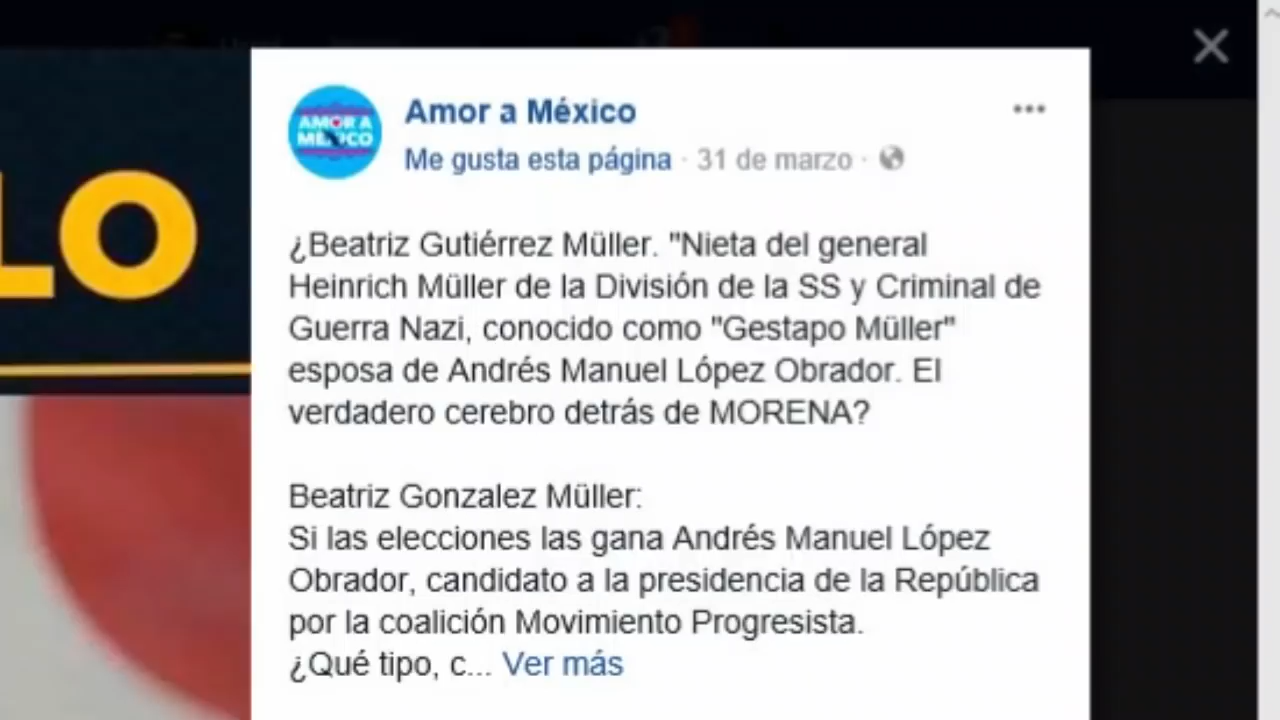 LO
AMOR A
MÉXICO
Amor a México
Me gusta esta página · 31 de marzo ·
¿Beatriz Gutiérrez Müller. "Nieta del general
Heinrich Müller de la División de la SS y Criminal de
Guerra Nazi, conocido como "Gestapo Müller"
esposa de Andrés Manuel López Obrador. El
verdadero cerebro detrás de MORENA?
Beatriz Gonzalez Müller:
Si las elecciones las gana Andrés Manuel López
Obrador, candidato a la presidencia de la República
por la coalición Movimiento Progresista.
¿Qué tipo, c... Ver más